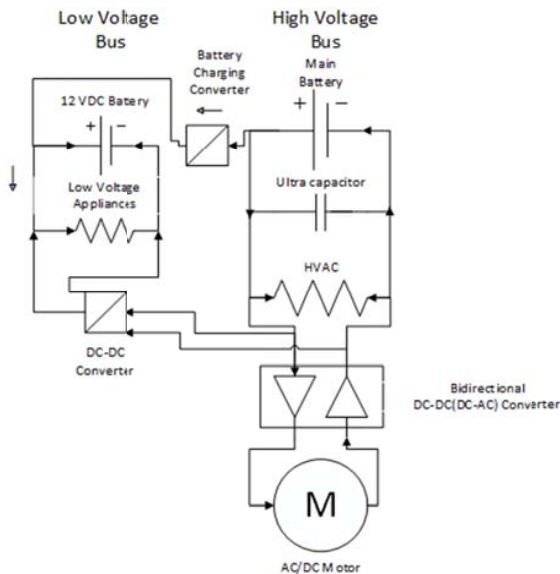 Low Voltage
Bus
High Voltage
Bus
Battery
Charging
Converter
Main
Battery
+
−
12 VDC Batery
+
−
Low Voltage
Appliances
Ultra capacitor
HVAC
DC-DC
Converter
Bidirectional
DC-DC(DC-AC) Converter
M
AC/DC Motor